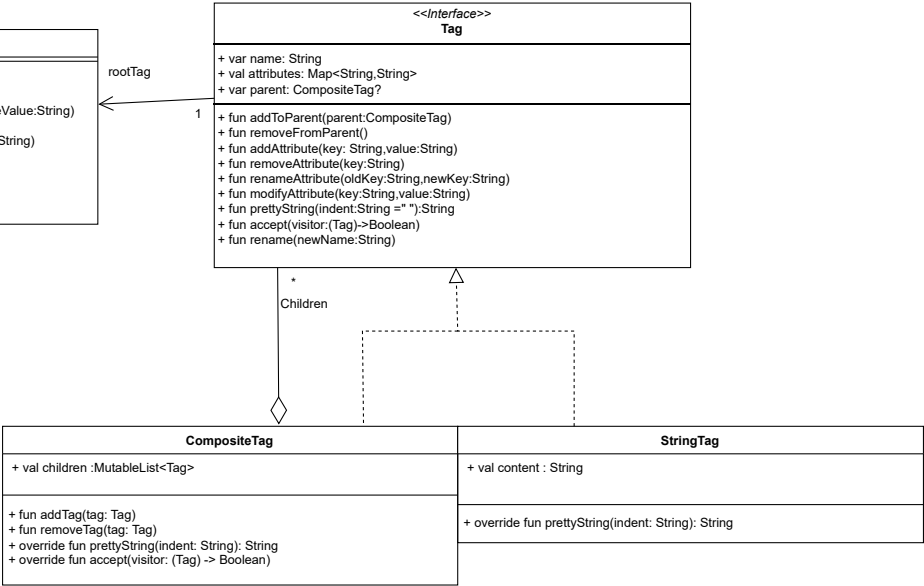 <<Interface>>
Tag
+ var name: String
+ val attributes: Map<String,String>
+ var parent: CompositeTag?
+ fun addToParent(parent:CompositeTag)
+ fun removeFromParent()
+ fun addAttribute(key: String,value:String)
+ fun removeAttribute(key:String)
+ fun renameAttribute(oldKey:String,newKey:String)
+ fun modifyAttribute(key:String,value:String)
+ fun prettyString(indent:String =" "):String
+ fun accept(visitor:(Tag)->Boolean)
+ fun rename(newName:String)
rootTag
1
eValue:String)
String)
*
Children
CompositeTag
+ val children :MutableList<Tag>
+ fun addTag(tag: Tag)
+ fun removeTag(tag: Tag)
+ override fun prettyString(indent: String): String
+ override fun accept(visitor: (Tag) -> Boolean)
StringTag
+ val content : String
+ override fun prettyString(indent: String): String